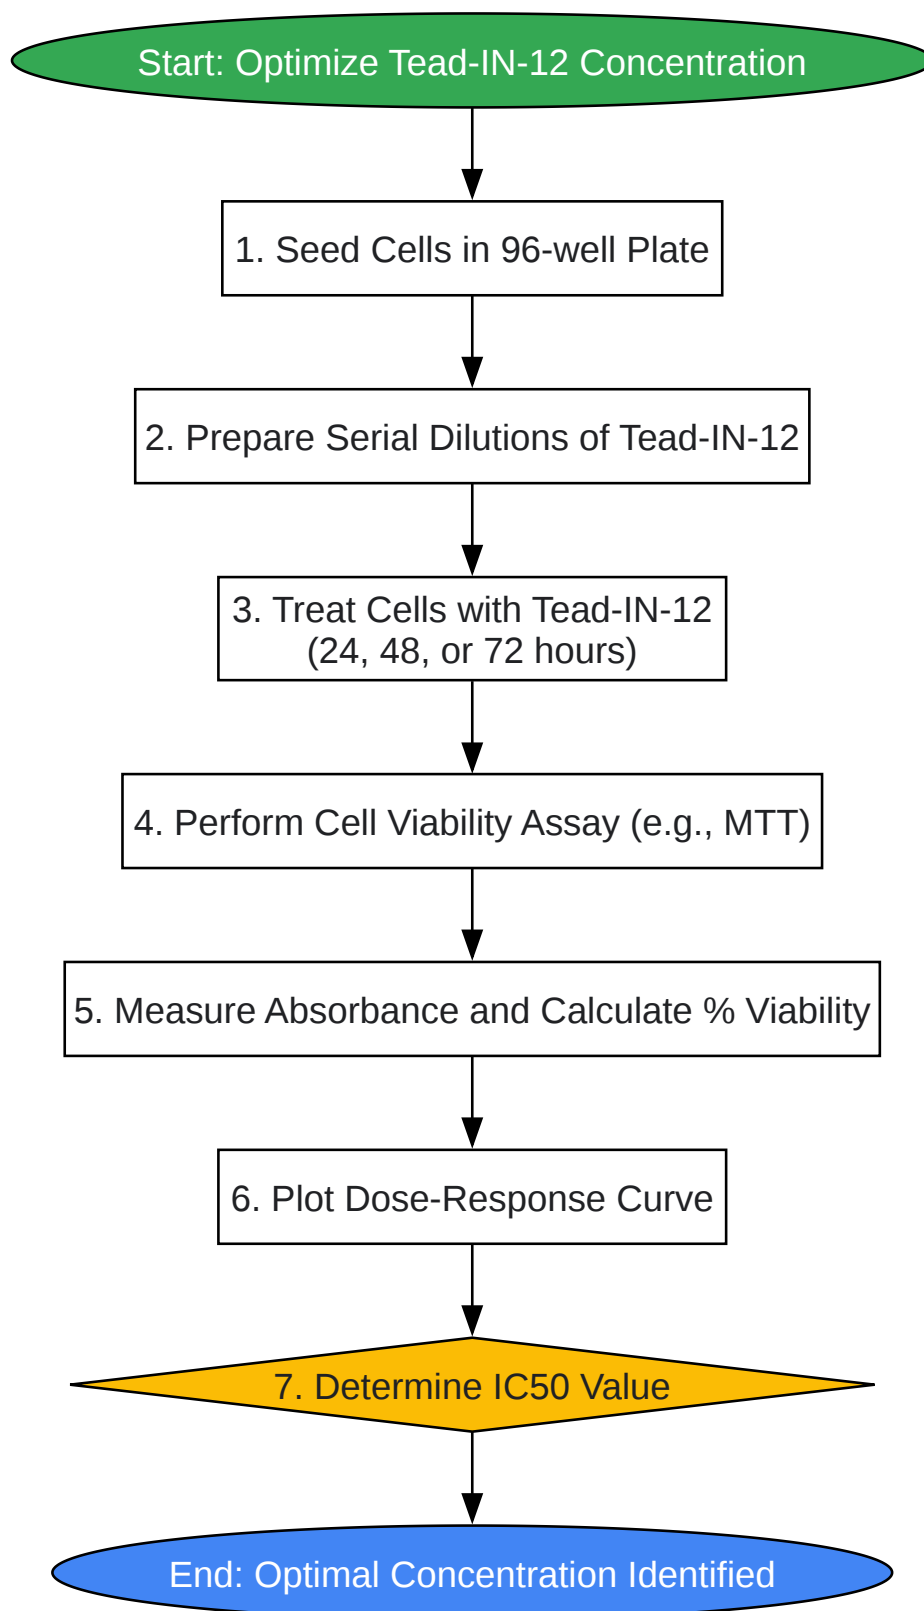 Start: Optimize Tead-IN-12 Concentration
1. Seed Cells in 96-well Plate
2. Prepare Serial Dilutions of Tead-IN-12
3. Treat Cells with Tead-IN-12
(24, 48, or 72 hours)
4. Perform Cell Viability Assay (e.g., MTT)
5. Measure Absorbance and Calculate % Viability
6. Plot Dose-Response Curve
7. Determine IC50 Value
End: Optimal Concentration Identified